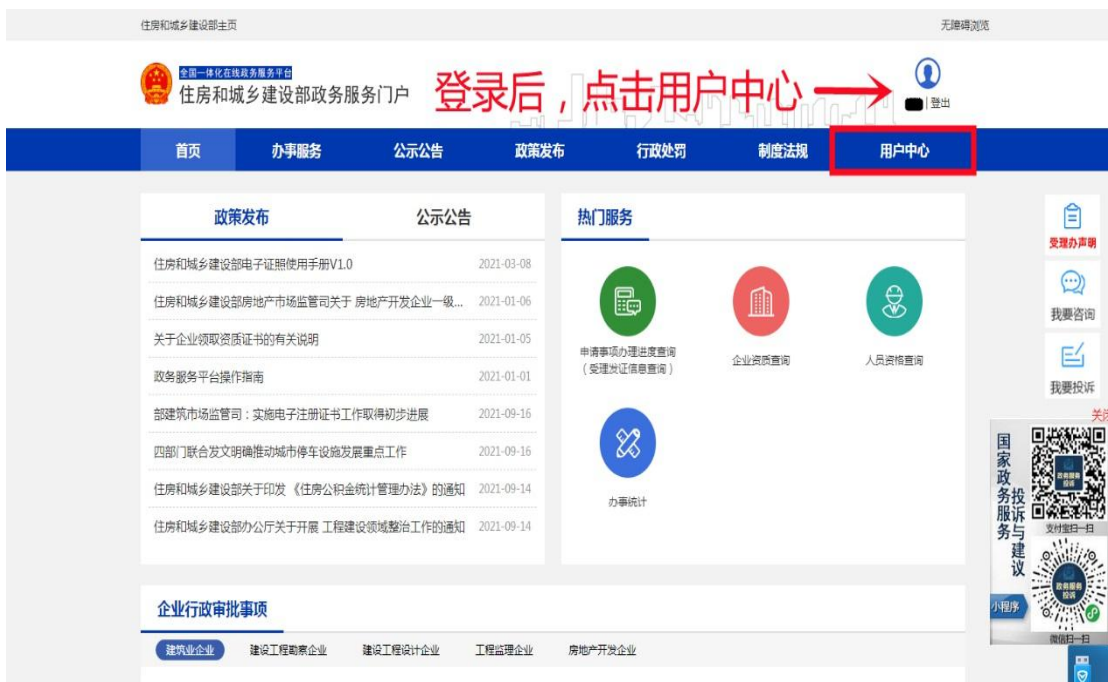 住房和城乡建设部主页
无障碍浏览
全国一体化在线政务服务平台
住房和城乡建设部政务服务门户
登录后，点击用户中心
登出
首页 办事服务 公示公告 政策发布 行政处罚 制度法规 用户中心
政策发布 公示公告
住房和城乡建设部电子证照使用手册V1.0 2021-03-08
住房和城乡建设部房地产市场监管司关于 房地产开发企业一级... 2021-01-06
关于企业领取资质证书的有关说明 2021-01-05
政务服务平台操作指南 2021-01-01
部建筑市场监管司：实施电子注册证书工作取得初步进展 2021-09-16
四部门联合发文明确推动城市停车设施发展重点工作 2021-09-16
住房和城乡建设部关于印发 《住房公积金统计管理办法》的通知 2021-09-14
住房和城乡建设部办公厅关于开展 工程建设领域整治工作的通知 2021-09-14
热门服务
申请事项办理进度查询
（受理发证信息查询）
企业资质查询
人员资格查询
办事统计
受理办声明
我要咨询
我要投诉
关闭
国家政务服务
投诉与建议
小程序
政务服务
投诉
支付宝扫一扫
政务服务
投诉
微信扫一扫
企业行政审批事项
建筑业企业 建设工程勘察企业 建设工程设计企业 工程监理企业 房地产开发企业